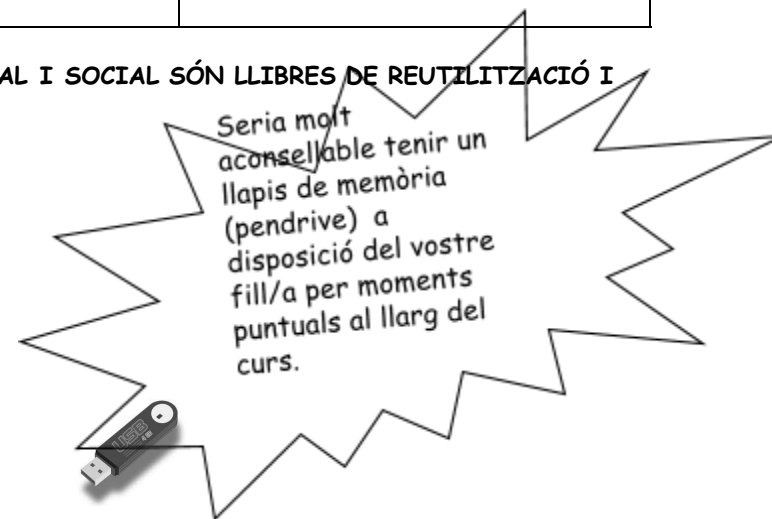 AL I SOCIAL SÓN LLIBRES DE REUTILITZACIÓ I
Seria molt
aconsellable tenir un
llapis de memòria
(pendrive) a
disposició del vostre
fill/a per moments
puntuals al llarg del
curs.
USB